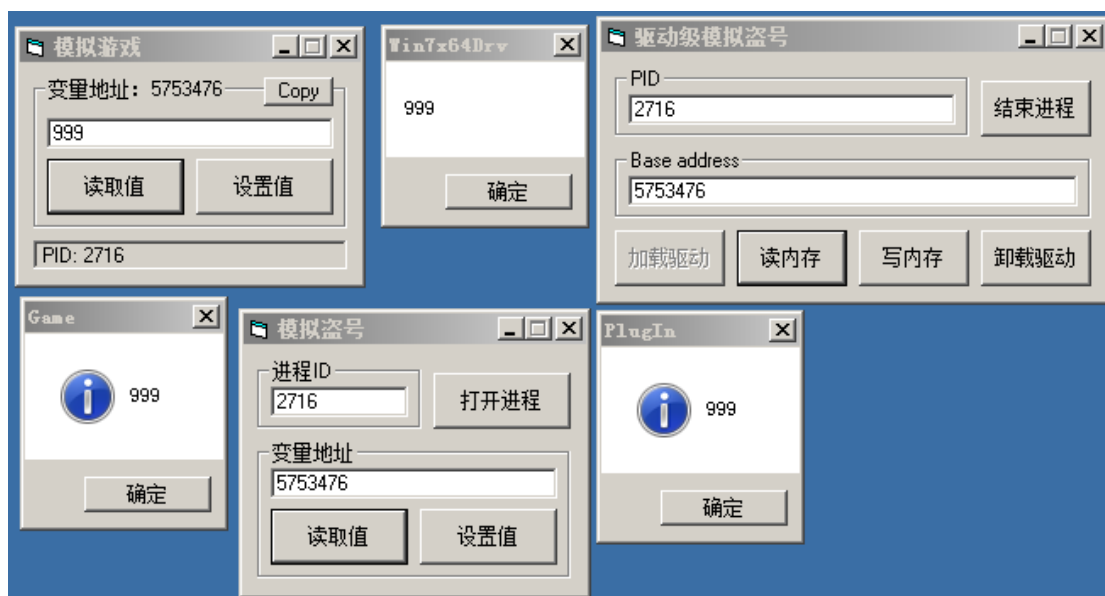 模拟游戏
变量地址：5753476
Copy
999
读取值
设置值
PID: 2716
Win7x64Drv
999
确定
驱动级模拟盗号
PID
2716
结束进程
Base address
5753476
加载驱动
读内存
写内存
卸载驱动
Game
999
确定
模拟盗号
进程ID
2716
打开进程
变量地址
5753476
读取值
设置值
PlugIn
999
确定